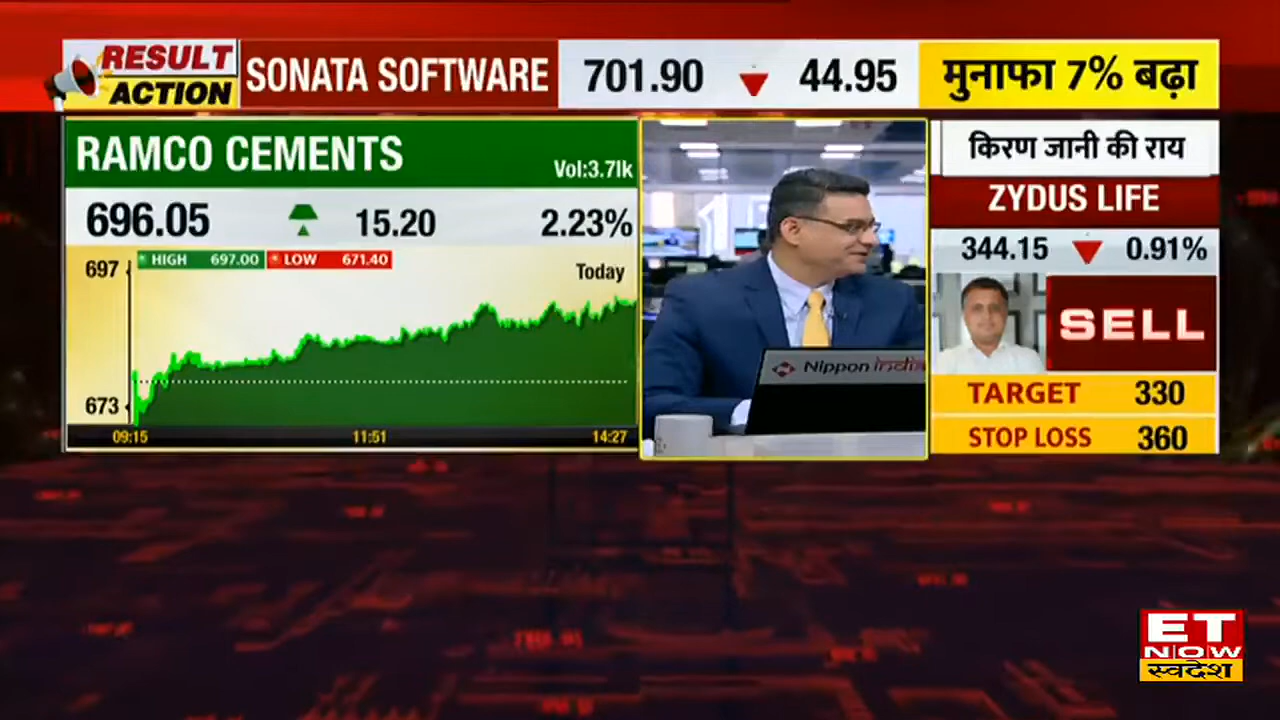 RESULT ACTION
SONATA SOFTWARE 701.90 44.95 मुनाफा 7% बढ़ा
RAMCO CEMENTS Vol:3.7lk
696.05 15.20 2.23%
HIGH 697.00 LOW 671.40
Today
697
673
09:15 11:51 14:27
Nippon india
किरण जानी की राय
ZYDUS LIFE
344.15 0.91%
SELL
TARGET 330
STOP LOSS 360
ET
NOW
स्वदेश